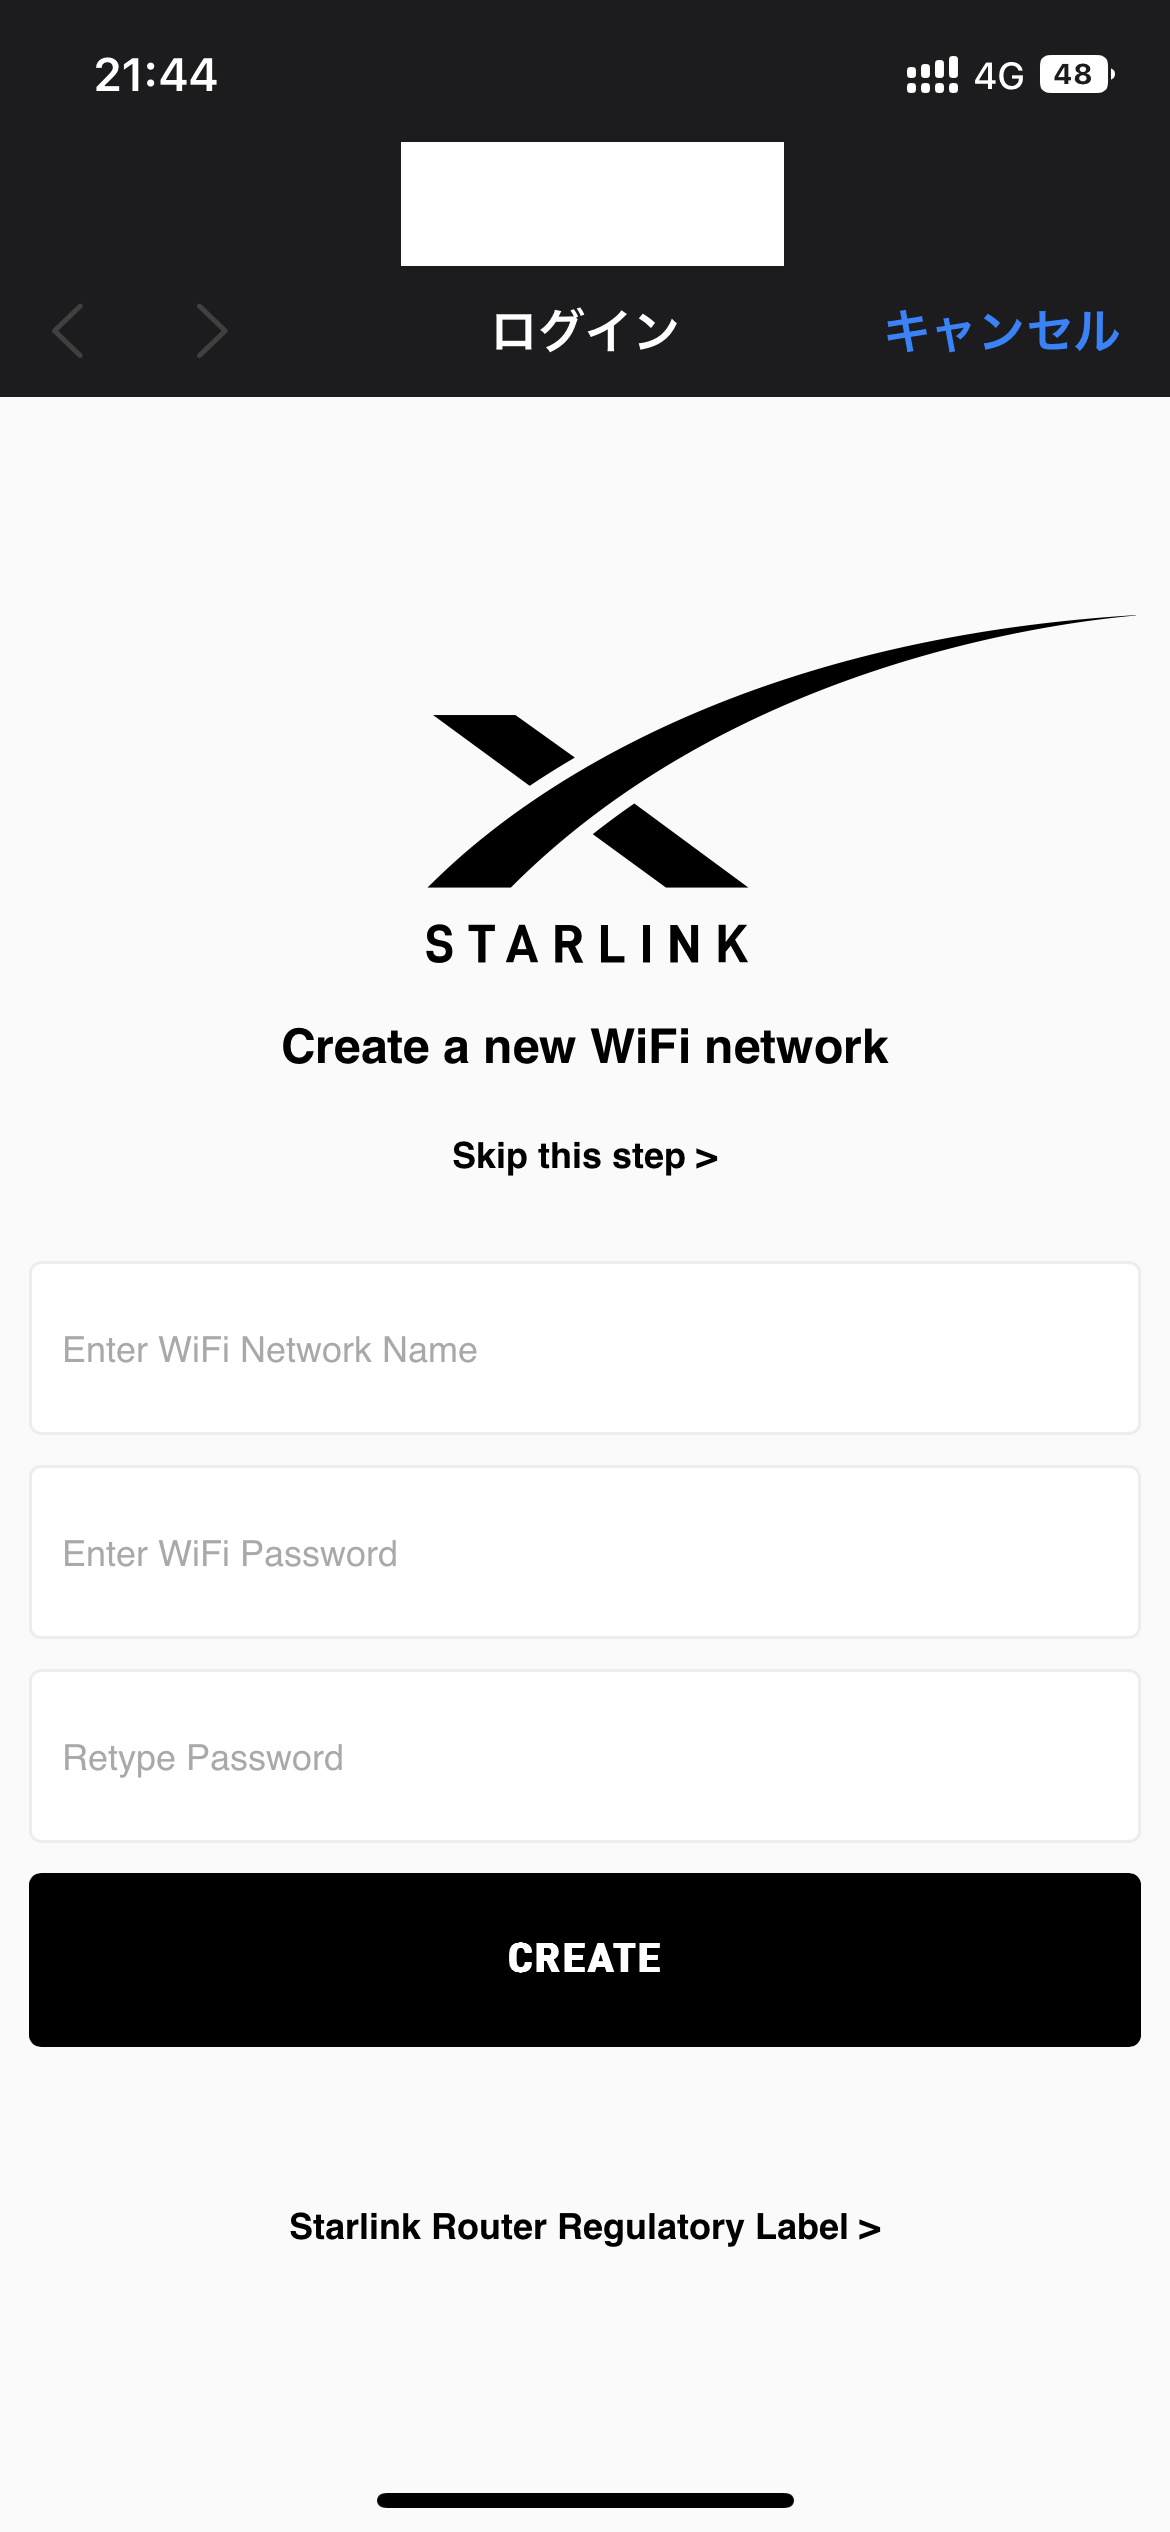 21:44
4G 48
ログイン
キャンセル
STARLINK
Create a new WiFi network
Skip this step >
Enter WiFi Network Name
Enter WiFi Password
Retype Password
CREATE
Starlink Router Regulatory Label >